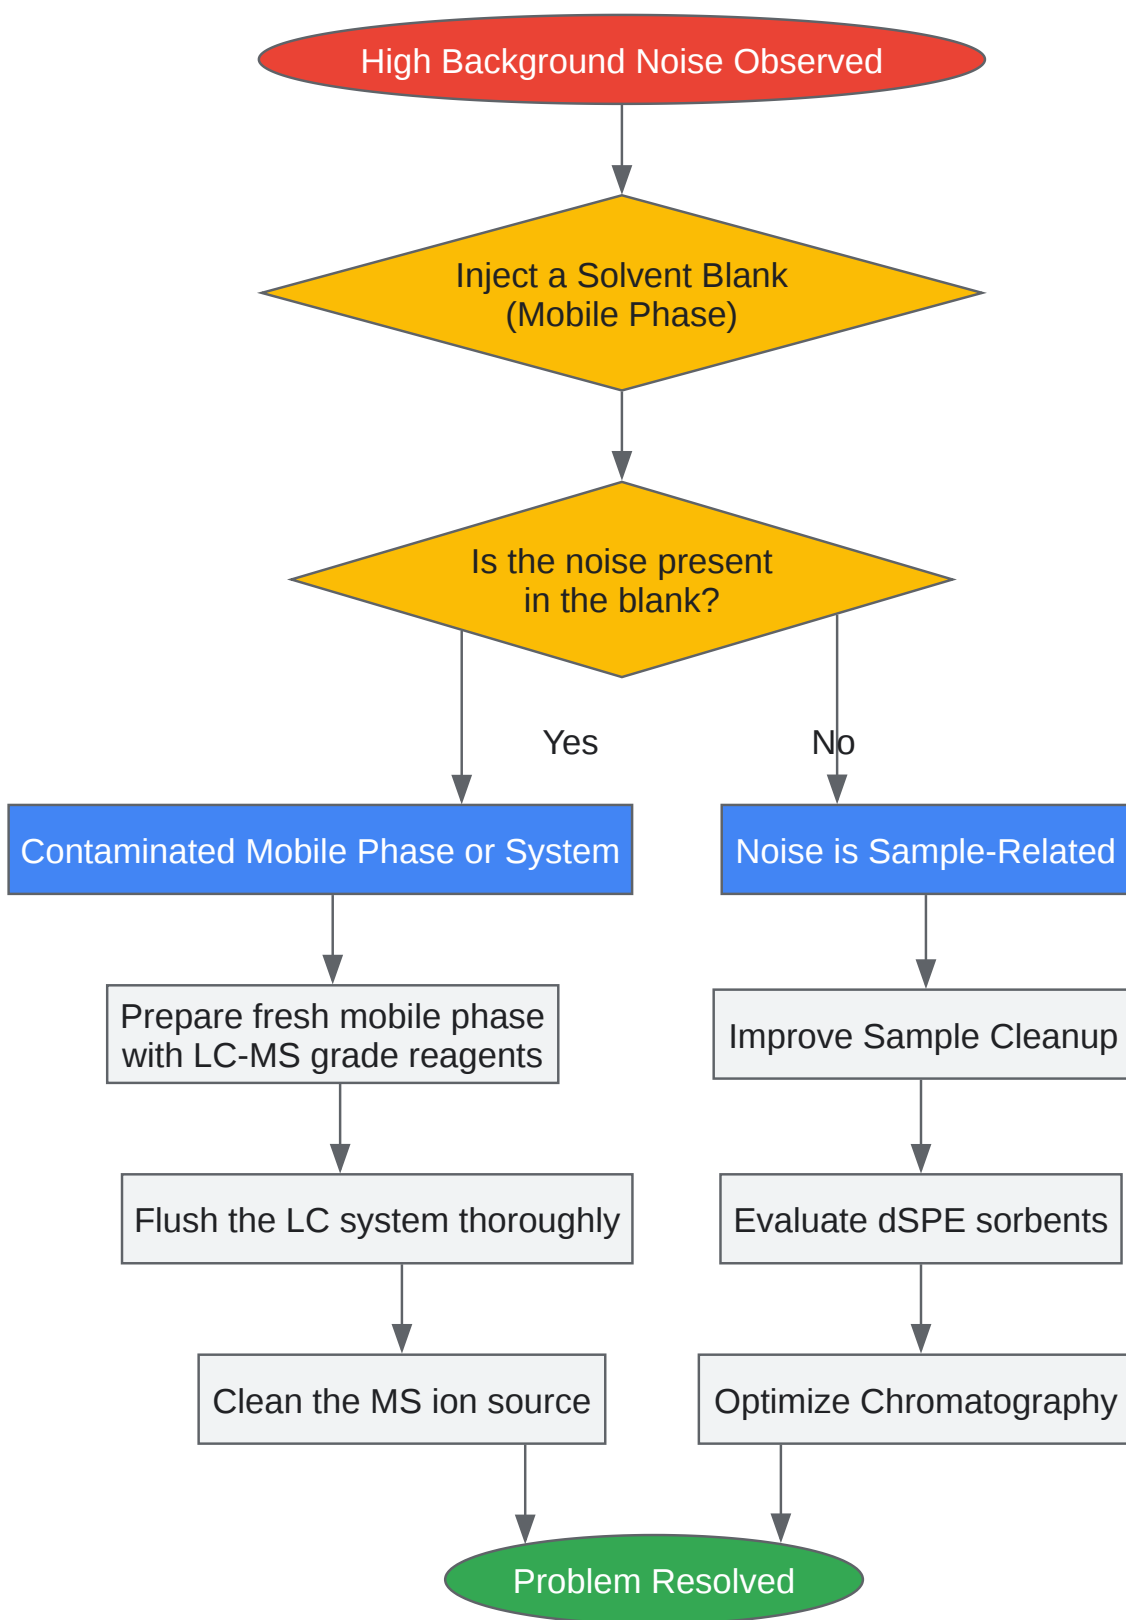 High Background Noise Observed
Inject a Solvent Blank
(Mobile Phase)
Is the noise present
in the blank?
Yes
No
Contaminated Mobile Phase or System
Noise is Sample-Related
Prepare fresh mobile phase
with LC-MS grade reagents
Improve Sample Cleanup
Flush the LC system thoroughly
Evaluate dSPE sorbents
Clean the MS ion source
Optimize Chromatography
Problem Resolved